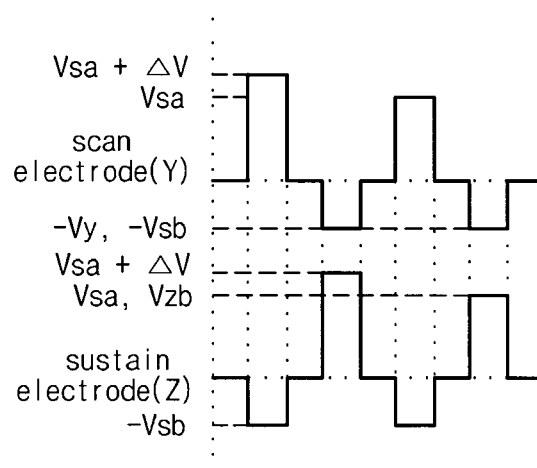 Vsa + △V
Vsa
scan
electrode(Y)
-Vy, -Vsb
Vsa + △V
Vsa, Vzb
sustain
electrode(Z)
-Vsb